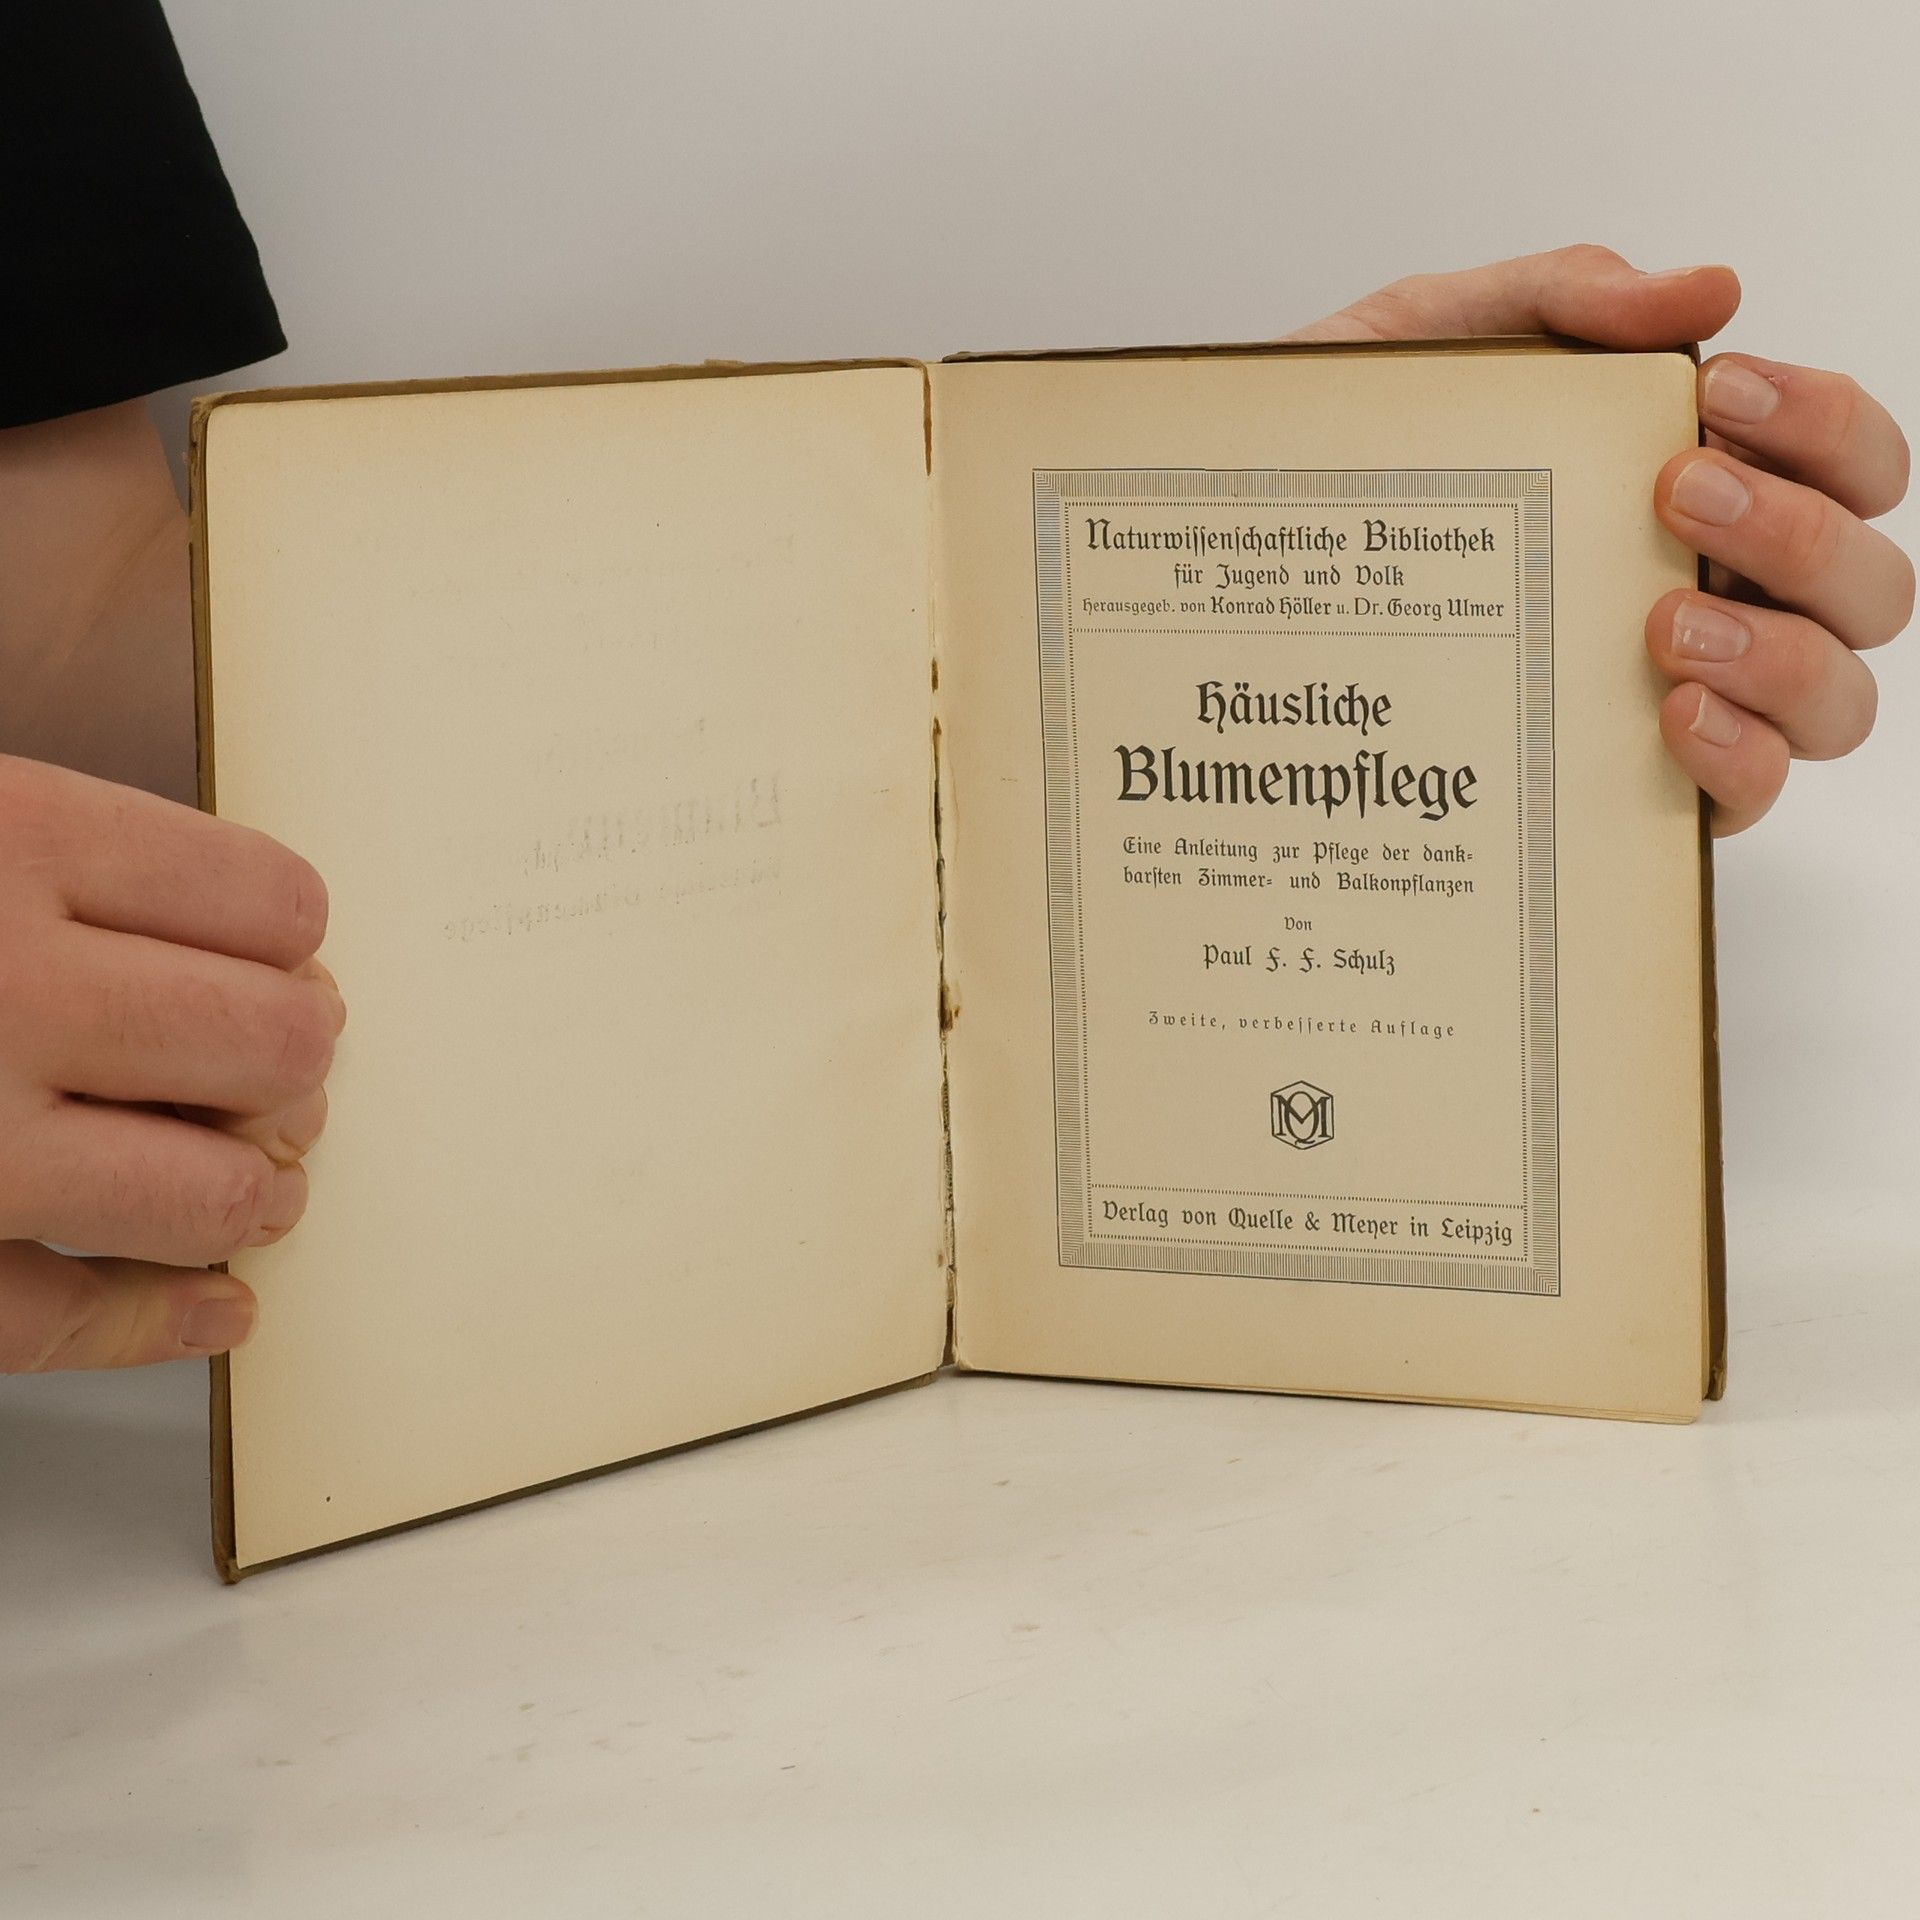 Naturwiſſenſchaftliche Bibliothek
für Jugend und Volk
Herausgegeb. von Konrad Höller u. Dr. Georg Ulmer
Häusliche
Blumenpflege
Eine Anleitung zur Pflege der dank=
barſten Zimmer= und Balkonpflanzen
Von
Paul F. F. Schulz
Zweite, verbeſſerte Auflage
QM
Verlag von Quelle & Meyer in Leipzig